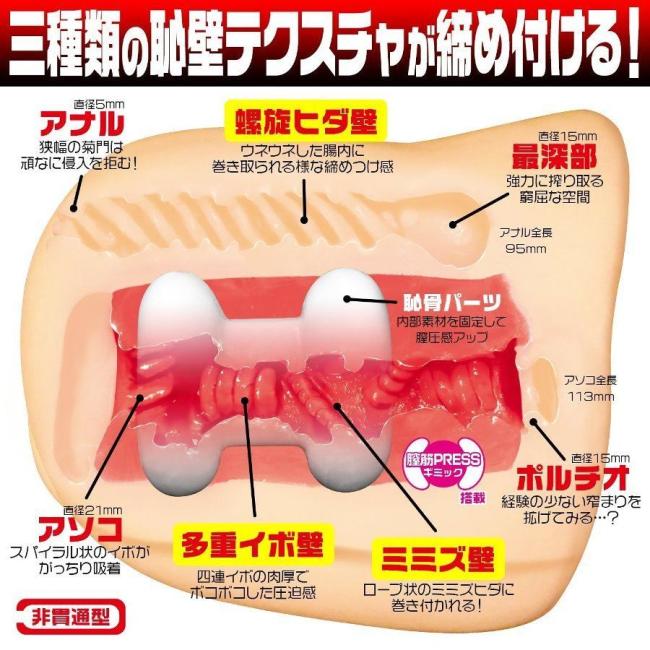 三種類の恥壁テクスチャが締め付ける!
直径5mm
アナル
狭幅の菊門は
頑なに侵入を拒む!
螺旋ヒダ壁
ウネウネした腸内に
巻き取られる様な締めつけ感
直径15mm
最深部
強力に搾り取る
窮屈な空間
アナル全長
95mm
恥骨パーツ
内部素材を固定して
膣圧感アップ
アソコ全長
113mm
膣筋PRESS
ギミック
搭載
直径15mm
ポルチオ
経験の少ない窄まりを
拡げてみる…?
直径21mm
アソコ
スパイラル状のイボが
がっちり吸着
多重イボ壁
四連イボの肉厚で
ボコボコした圧迫感
ミミズ壁
ロープ状のミミズヒダに
巻き付かれる!
非貫通型